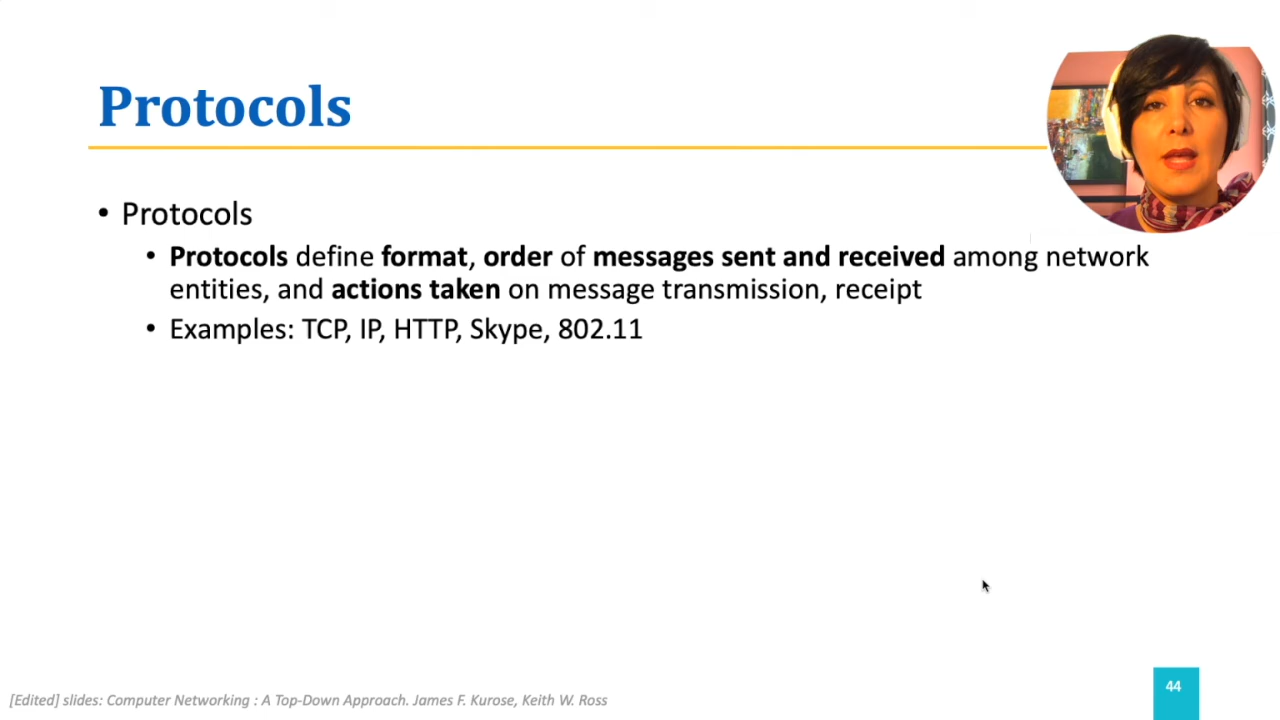 Protocols
• Protocols
• Protocols define format, order of messages sent and received among network
entities, and actions taken on message transmission, receipt
• Examples: TCP, IP, HTTP, Skype, 802.11
44
[Edited] slides: Computer Networking : A Top-Down Approach. James F. Kurose, Keith W. Ross